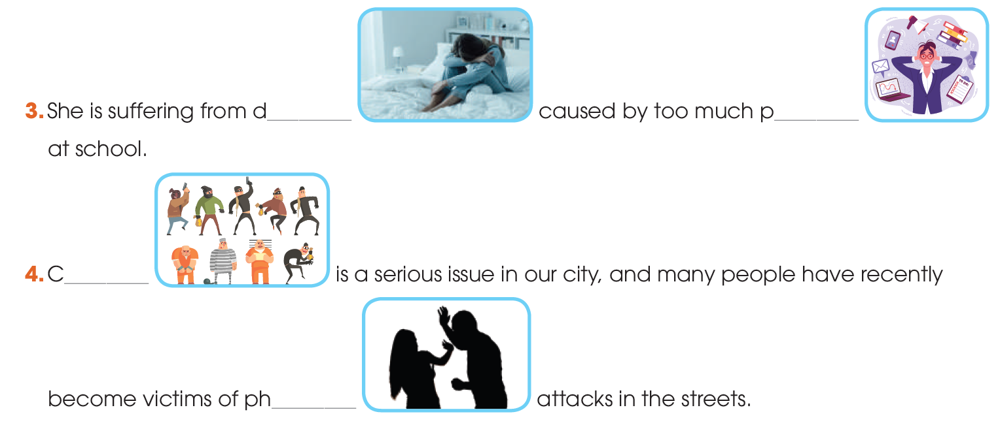 3. She is suffering from d________ caused by too much p________
at school.
4. C________ is a serious issue in our city, and many people have recently
become victims of ph________ attacks in the streets.